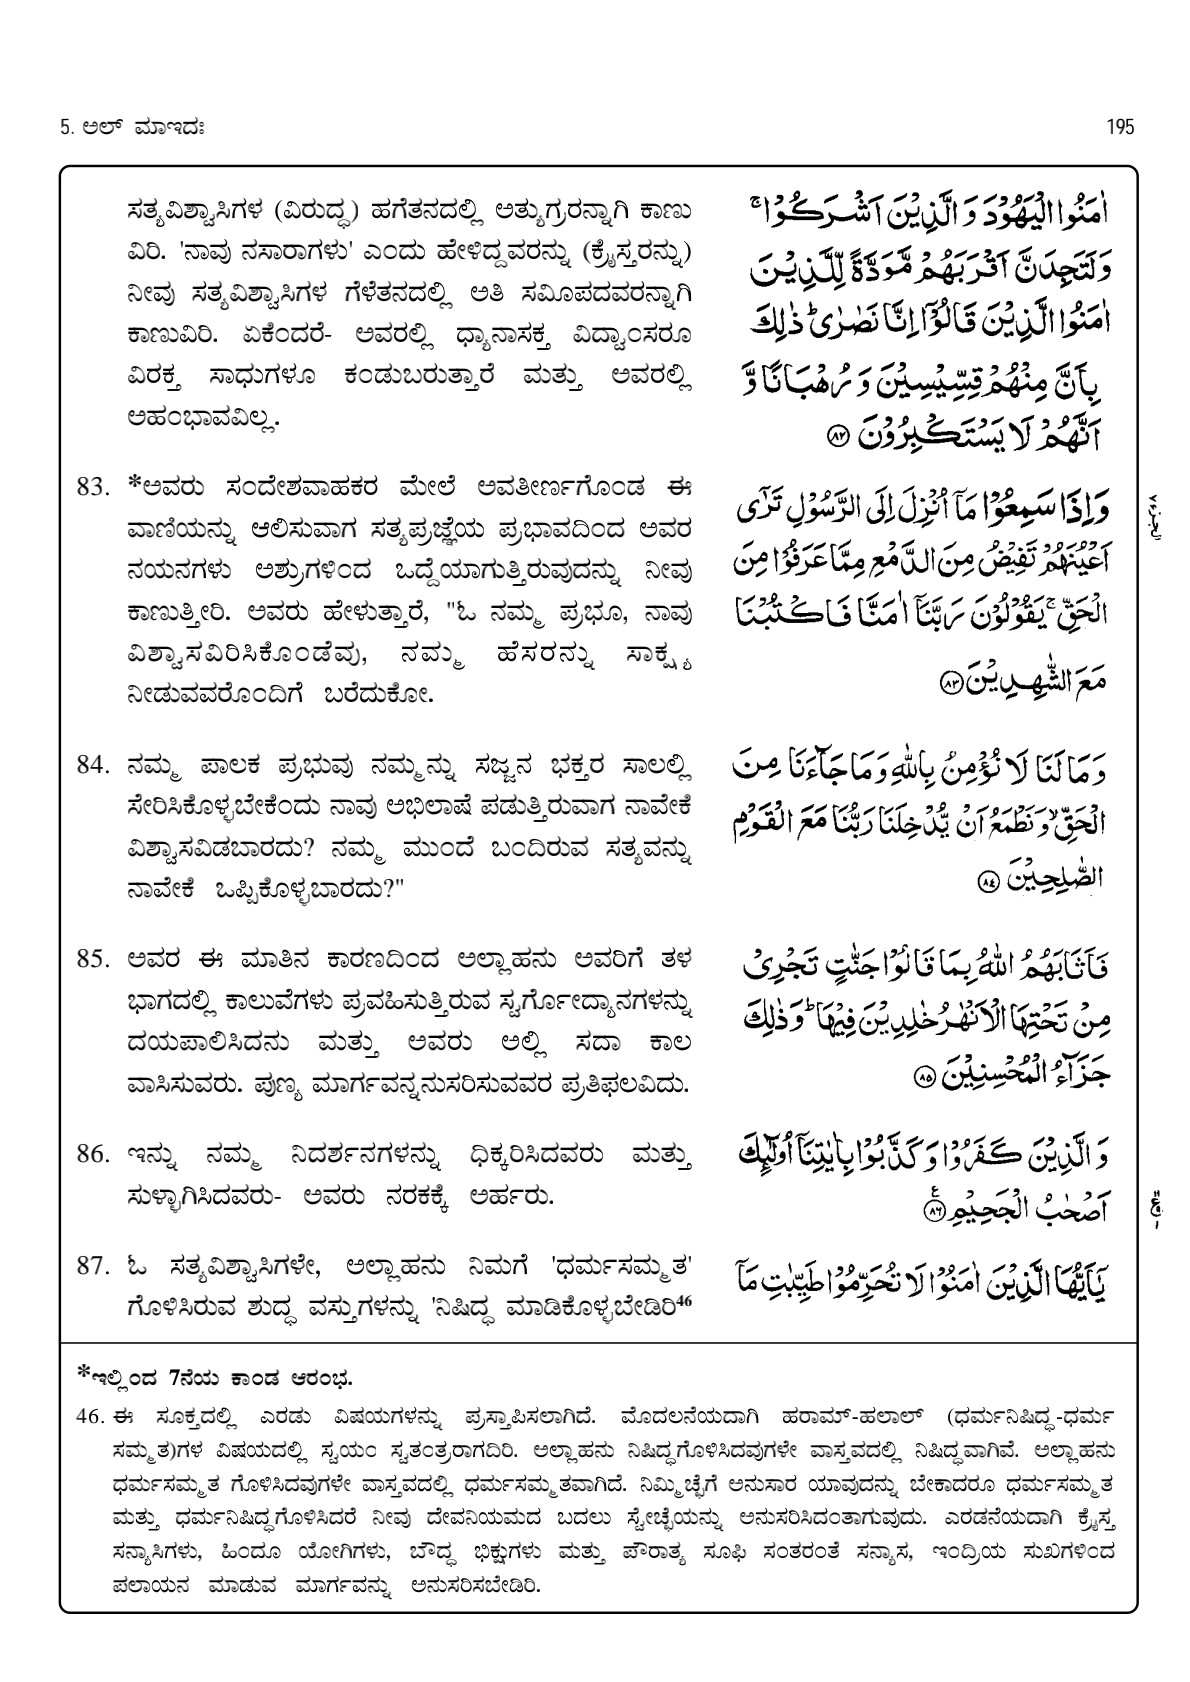 5. ಅಲ್ ಮಾಇದಃ
195
ಸತ್ಯವಿಶ್ವಾಸಿಗಳ (ವಿರುದ್ಧ) ಹಗೆತನದಲ್ಲಿ ಅತ್ಯುಗ್ರರನ್ನಾಗಿ ಕಾಣು
ವಿರಿ. 'ನಾವು ನಸಾರಾಗಳು' ಎಂದು ಹೇಳಿದ್ದವರನ್ನು (ಕ್ರೈಸ್ತರನ್ನು)
ನೀವು ಸತ್ಯವಿಶ್ವಾಸಿಗಳ ಗೆಳೆತನದಲ್ಲಿ ಅತಿ ಸಮೀಪದವರನ್ನಾಗಿ
ಕಾಣುವಿರಿ. ಏಕೆಂದರೆ- ಅವರಲ್ಲಿ ಧ್ಯಾನಾಸಕ್ತ ವಿದ್ವಾಂಸರೂ
ವಿರಕ್ತ ಸಾಧುಗಳೂ ಕಂಡುಬರುತ್ತಾರೆ ಮತ್ತು ಅವರಲ್ಲಿ
ಅಹಂಭಾವವಿಲ್ಲ.
اٰمَنُوا الْيَهُوْدَ وَالَّذِيْنَ اَشْرَكُوْا ۚ
وَلَتَجِدَنَّ اَقْرَبَهُمْ مَّوَدَّةً لِّلَّذِيْنَ
اٰمَنُوا الَّذِيْنَ قَالُوْٓا اِنَّا نَصٰرٰى ؕ ذٰلِكَ
بِاَنَّ مِنْهُمْ قِسِّيْسِيْنَ وَرُهْبَانًا وَّ
اَنَّهُمْ لَا يَسْتَكْبِرُوْنَ ۝۸۲
83. *ಅವರು ಸಂದೇಶವಾಹಕರ ಮೇಲೆ ಅವತೀರ್ಣಗೊಂಡ ಈ
ವಾಣಿಯನ್ನು ಆಲಿಸುವಾಗ ಸತ್ಯಪ್ರಜ್ಞೆಯ ಪ್ರಭಾವದಿಂದ ಅವರ
ನಯನಗಳು ಅಶ್ರುಗಳಿಂದ ಒದ್ದೆಯಾಗುತ್ತಿರುವುದನ್ನು ನೀವು
ಕಾಣುತ್ತೀರಿ. ಅವರು ಹೇಳುತ್ತಾರೆ, "ಓ ನಮ್ಮ ಪ್ರಭೂ, ನಾವು
ವಿಶ್ವಾಸವಿರಿಸಿಕೊಂಡೆವು, ನಮ್ಮ ಹೆಸರನ್ನು ಸಾಕ್ಷ್ಯ
ನೀಡುವವರೊಂದಿಗೆ ಬರೆದುಕೋ.
وَاِذَا سَمِعُوْا مَاۤ اُنْزِلَ اِلَى الرَّسُوْلِ تَرٰٓى
اَعْيُنَهُمْ تَفِيْضُ مِنَ الدَّمْعِ مِمَّا عَرَفُوْا مِنَ
الْحَقِّ ۚ يَقُوْلُوْنَ رَبَّنَاۤ اٰمَنَّا فَاكْتُبْنَا
مَعَ الشّٰهِدِيْنَ ۝۸۳
الجزء ٧
84. ನಮ್ಮ ಪಾಲಕ ಪ್ರಭುವು ನಮ್ಮನ್ನು ಸಜ್ಜನ ಭಕ್ತರ ಸಾಲಲ್ಲಿ
ಸೇರಿಸಿಕೊಳ್ಳಬೇಕೆಂದು ನಾವು ಅಭಿಲಾಷೆ ಪಡುತ್ತಿರುವಾಗ ನಾವೇಕೆ
ವಿಶ್ವಾಸವಿಡಬಾರದು? ನಮ್ಮ ಮುಂದೆ ಬಂದಿರುವ ಸತ್ಯವನ್ನು
ನಾವೇಕೆ ಒಪ್ಪಿಕೊಳ್ಳಬಾರದು?"
وَمَا لَنَا لَا نُؤْمِنُ بِاللّٰهِ وَمَا جَآءَنَا مِنَ
الْحَقِّ ۙ وَنَطْمَعُ اَنْ يُّدْخِلَنَا رَبُّنَا مَعَ الْقَوْمِ
الصّٰلِحِيْنَ ۝۸۴
85. ಅವರ ಈ ಮಾತಿನ ಕಾರಣದಿಂದ ಅಲ್ಲಾಹನು ಅವರಿಗೆ ತಳ
ಭಾಗದಲ್ಲಿ ಕಾಲುವೆಗಳು ಪ್ರವಹಿಸುತ್ತಿರುವ ಸ್ವರ್ಗೋದ್ಯಾನಗಳನ್ನು
ದಯಪಾಲಿಸಿದನು ಮತ್ತು ಅವರು ಅಲ್ಲಿ ಸದಾ ಕಾಲ
ವಾಸಿಸುವರು. ಪುಣ್ಯ ಮಾರ್ಗವನ್ನನುಸರಿಸುವವರ ಪ್ರತಿಫಲವಿದು.
فَاَثَابَهُمُ اللّٰهُ بِمَا قَالُوْا جَنّٰتٍ تَجْرِيْ
مِنْ تَحْتِهَا الْاَنْهٰرُ خٰلِدِيْنَ فِيْهَا ؕ وَذٰلِكَ
جَزَآءُ الْمُحْسِنِيْنَ ۝۸۵
86. ಇನ್ನು ನಮ್ಮ ನಿದರ್ಶನಗಳನ್ನು ಧಿಕ್ಕರಿಸಿದವರು ಮತ್ತು
ಸುಳ್ಳಾಗಿಸಿದವರು- ಅವರು ನರಕಕ್ಕೆ ಅರ್ಹರು.
وَالَّذِيْنَ كَفَرُوْا وَكَذَّبُوْا بِاٰيٰتِنَاۤ اُولٰٓئِكَ
اَصْحٰبُ الْجَحِيْمِ ۝۸۶
87. ಓ ಸತ್ಯವಿಶ್ವಾಸಿಗಳೇ, ಅಲ್ಲಾಹನು ನಿಮಗೆ 'ಧರ್ಮಸಮ್ಮತ'
ಗೊಳಿಸಿರುವ ಶುದ್ಧ ವಸ್ತುಗಳನ್ನು 'ನಿಷಿದ್ಧ ಮಾಡಿಕೊಳ್ಳಬೇಡಿರಿ46
يٰۤاَيُّهَا الَّذِيْنَ اٰمَنُوْا لَا تُحَرِّمُوْا طَيِّبٰتِ مَاۤ
*ಇಲ್ಲಿಂದ 7ನೆಯ ಕಾಂಡ ಆರಂಭ.
46. ಈ ಸೂಕ್ತದಲ್ಲಿ ಎರಡು ವಿಷಯಗಳನ್ನು ಪ್ರಸ್ತಾಪಿಸಲಾಗಿದೆ. ಮೊದಲನೆಯದಾಗಿ ಹರಾಮ್-ಹಲಾಲ್ (ಧರ್ಮನಿಷಿದ್ಧ-ಧರ್ಮ
ಸಮ್ಮತ)ಗಳ ವಿಷಯದಲ್ಲಿ ಸ್ವಯಂ ಸ್ವತಂತ್ರರಾಗದಿರಿ. ಅಲ್ಲಾಹನು ನಿಷಿದ್ಧಗೊಳಿಸಿದವುಗಳೇ ವಾಸ್ತವದಲ್ಲಿ ನಿಷಿದ್ಧವಾಗಿವೆ. ಅಲ್ಲಾಹನು
ಧರ್ಮಸಮ್ಮತ ಗೊಳಿಸಿದವುಗಳೇ ವಾಸ್ತವದಲ್ಲಿ ಧರ್ಮಸಮ್ಮತವಾಗಿದೆ. ನಿಮ್ಮಿಚ್ಛೆಗೆ ಅನುಸಾರ ಯಾವುದನ್ನು ಬೇಕಾದರೂ ಧರ್ಮಸಮ್ಮತ
ಮತ್ತು ಧರ್ಮನಿಷಿದ್ಧಗೊಳಿಸಿದರೆ ನೀವು ದೇವನಿಯಮದ ಬದಲು ಸ್ವೇಚ್ಛೆಯನ್ನು ಅನುಸರಿಸಿದಂತಾಗುವುದು. ಎರಡನೆಯದಾಗಿ ಕ್ರೈಸ್ತ
ಸನ್ಯಾಸಿಗಳು, ಹಿಂದೂ ಯೋಗಿಗಳು, ಬೌದ್ಧ ಭಿಕ್ಷುಗಳು ಮತ್ತು ಪೌರಾತ್ಯ ಸೂಫಿ ಸಂತರಂತೆ ಸನ್ಯಾಸ, ಇಂದ್ರಿಯ ಸುಖಗಳಿಂದ
ಪಲಾಯನ ಮಾಡುವ ಮಾರ್ಗವನ್ನು ಅನುಸರಿಸಬೇಡಿರಿ.